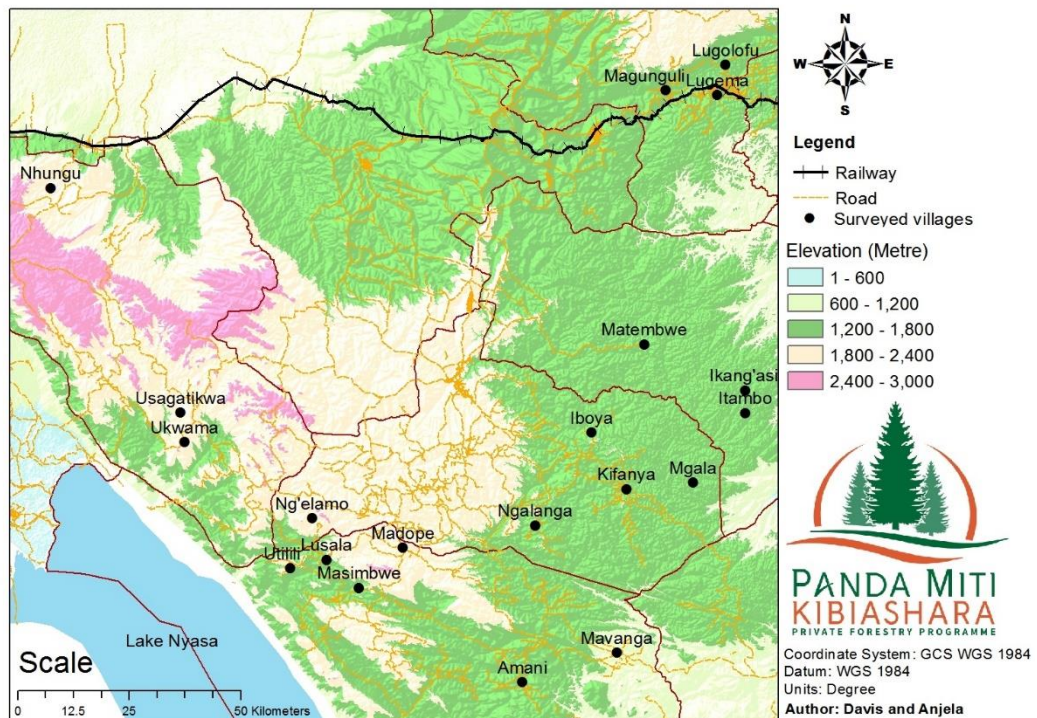 Lugolofu
Magunguli
Lugema
Nhungu
Matembwe
Ikang'asi
Itambo
Usagatikwa
Ukwama
Iboya
Kifanya
Mgala
Ng'elamo
Ngalanga
Madope
Lusala
Utilili
Masimbwe
Lake Nyasa
Mavanga
Amani
Scale
0 12.5 25 50 Kilometers
N
W E
S
Legend
Railway
Road
Surveyed villages
Elevation (Metre)
1 - 600
600 - 1,200
1,200 - 1,800
1,800 - 2,400
2,400 - 3,000
PANDA MITI
KIBIASHARA
PRIVATE FORESTRY PROGRAMME
Coordinate System: GCS WGS 1984
Datum: WGS 1984
Units: Degree
Author: Davis and Anjela